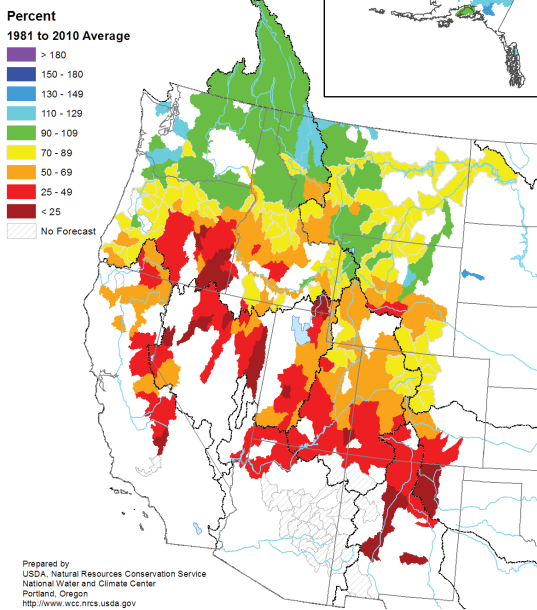 Percent
1981 to 2010 Average
> 180
150 - 180
130 - 149
110 - 129
90 - 109
70 - 89
50 - 69
25 - 49
< 25
No Forecast
Prepared by
USDA, Natural Resources Conservation Service
National Water and Climate Center
Portland, Oregon
http://www.wcc.nrcs.usda.gov